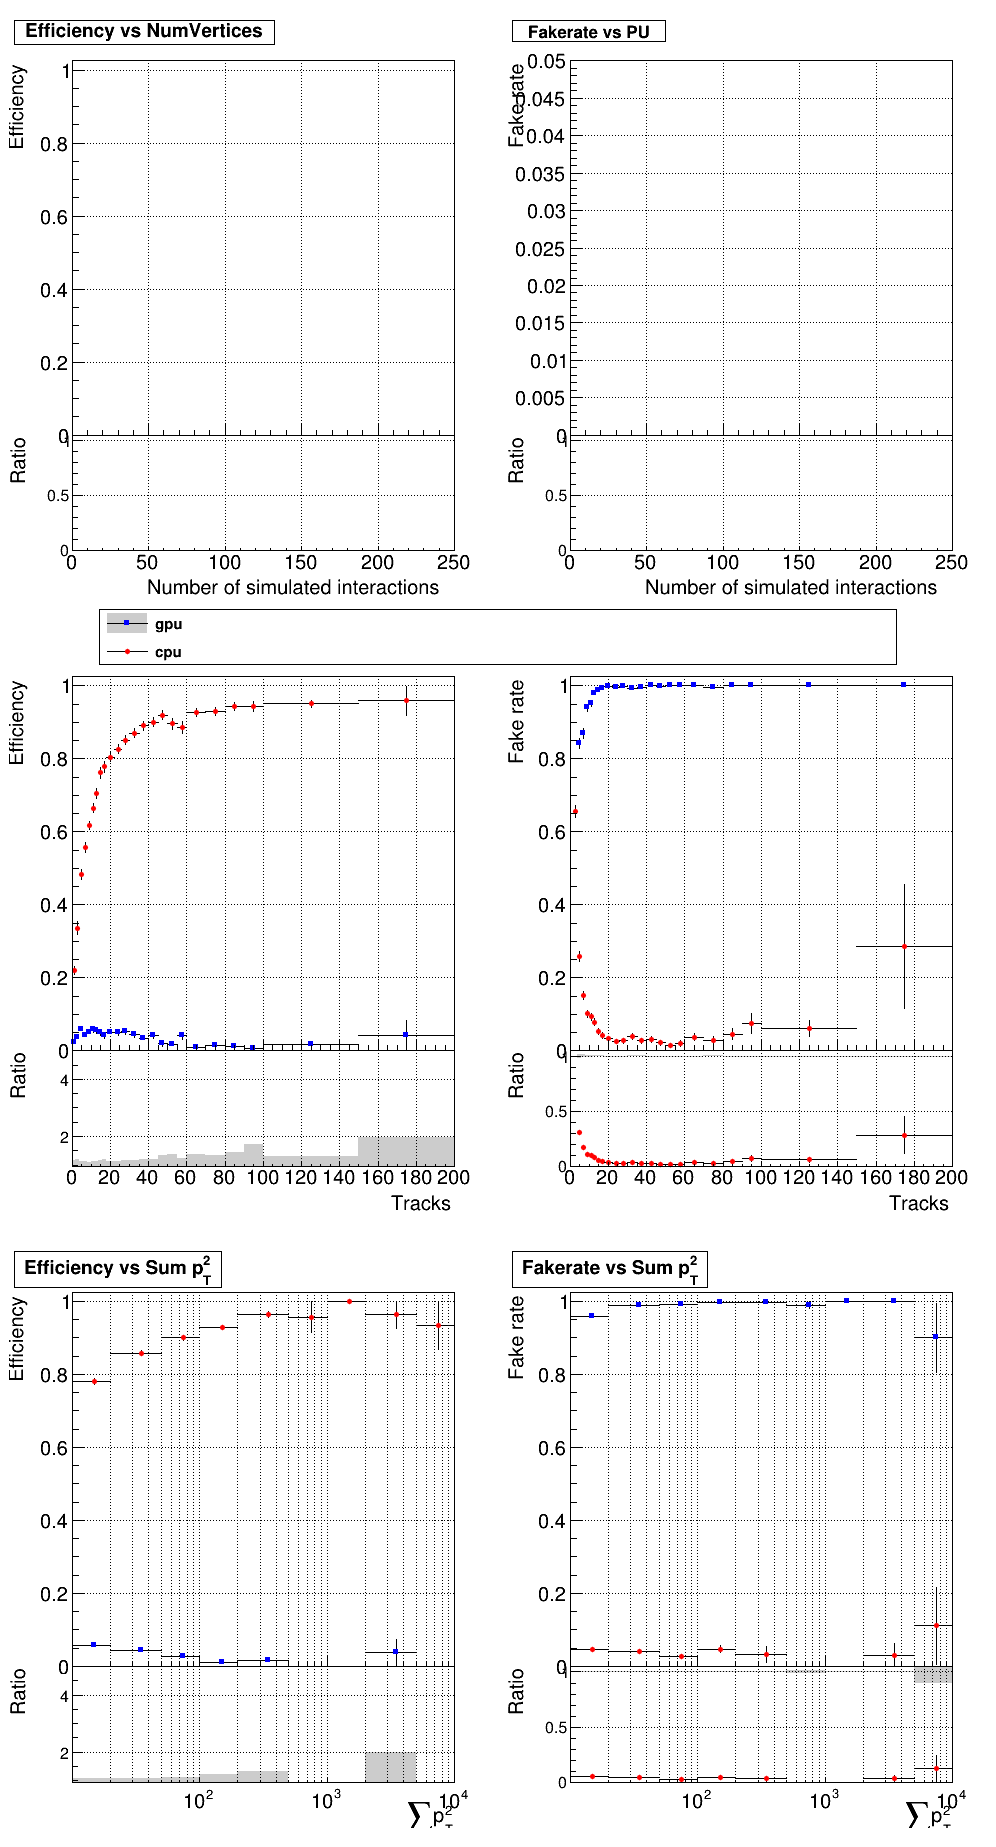 Efficiency vs NumVertices
Fakerate vs PU
Efficiency
1
0.8
0.6
0.4
0.2
0
Ratio
1
0.5
0
0 50 100 150 200 250
Number of simulated interactions
Fake rate
0.05
0.045
0.04
0.035
0.03
0.025
0.02
0.015
0.01
0.005
0
Ratio
1
0.5
0
0 50 100 150 200 250
Number of simulated interactions
gpu
cpu
Efficiency
1
0.8
0.6
0.4
0.2
0
Ratio
4
2
0 20 40 60 80 100 120 140 160 180 200
Tracks
Fake rate
1
0.8
0.6
0.4
0.2
0
Ratio
1
0.5
0
0 20 40 60 80 100 120 140 160 180 200
Tracks
Efficiency vs Sum p_T^2
Fakerate vs Sum p_T^2
Efficiency
1
0.8
0.6
0.4
0.2
0
Ratio
4
2
10^2 10^3 10^4
∑p_T^2
Fake rate
1
0.8
0.6
0.4
0.2
0
Ratio
1
0.5
0
10^2 10^3 10^4
∑p_T^2